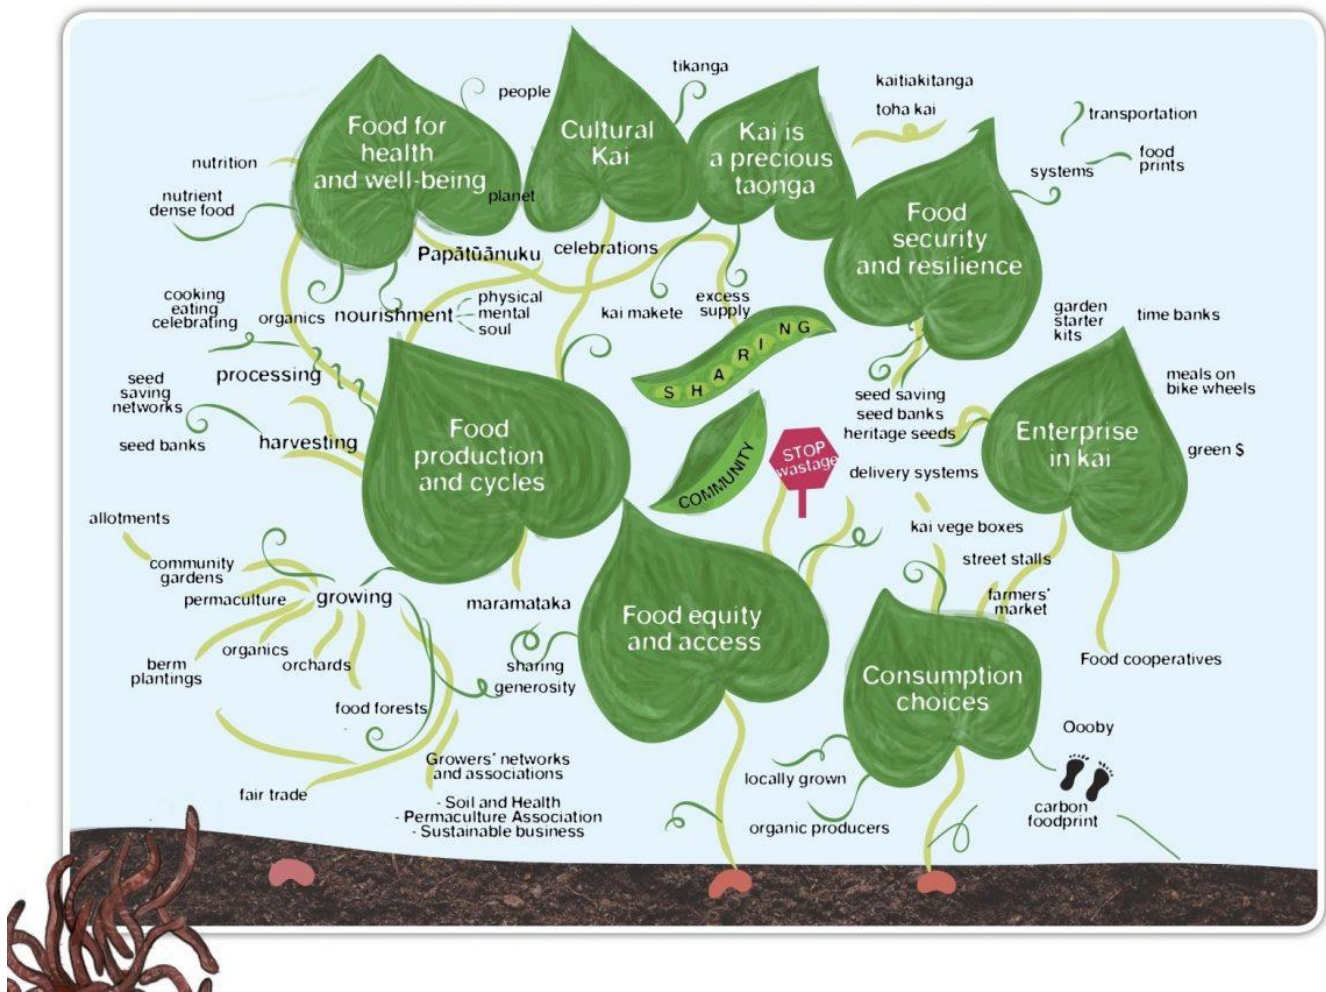 Food for
health
and well-being
people
planet
Papātūānuku
nutrition
nutrient
dense food
organics
nourishment
physical
mental
soul
Cultural
Kai
tikanga
celebrations
Kai is
a precious
taonga
kai makete
excess
supply
kaitiakitanga
toha kai
Food
security
and resilience
systems
transportation
food
prints
seed saving
seed banks
heritage seeds
SHARING
COMMUNITY
STOP
wastage
garden
starter
kits
time banks
meals on
bike wheels
green $
Enterprise
in kai
delivery systems
kai vege boxes
street stalls
farmers'
market
Food cooperatives
cooking
eating
celebrating
processing
seed
saving
networks
seed banks
harvesting
Food
production
and cycles
maramataka
allotments
community
gardens
permaculture
growing
berm
plantings
organics
orchards
food forests
fair trade
Growers' networks
and associations
- Soil and Health
- Permaculture Association
- Sustainable business
Food equity
and access
sharing
generosity
Consumption
choices
locally grown
organic producers
Ooooby
carbon
foodprint